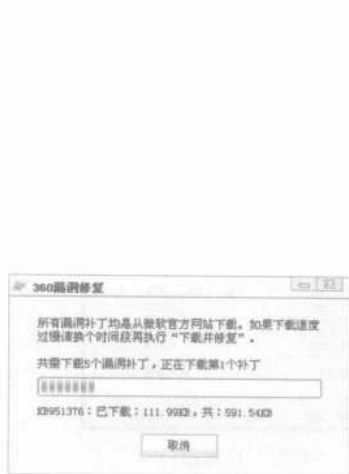 360漏洞修复
所有漏洞补丁均是从微软官方网站下载。如果下载速度
过慢请换个时间段再执行“下载并修复”。
共需下载5个漏洞补丁，正在下载第1个补丁
KB951376：已下载：111.99KB，共：591.54KB
取消